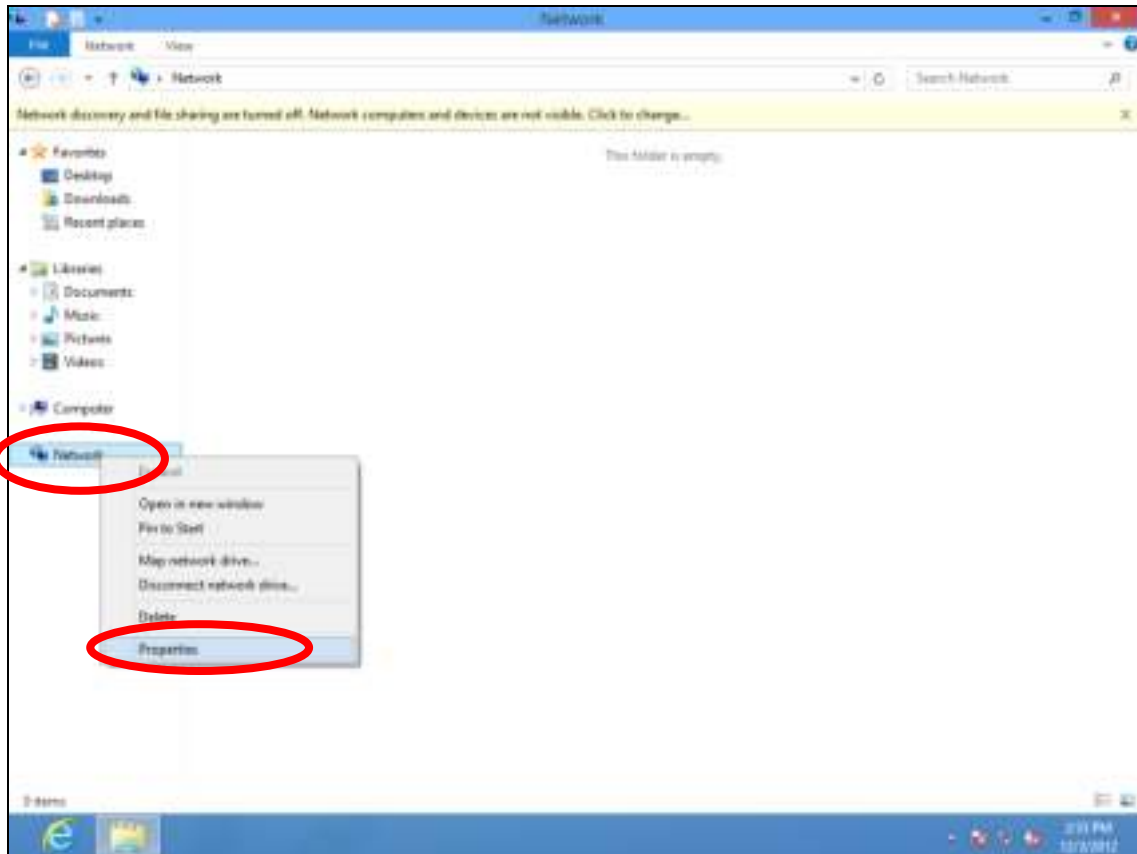 Network
File Network View
Network
Search Network
Network discovery and file sharing are turned off. Network computers and devices are not visible. Click to change...
This folder is empty.
Favorites
Desktop
Downloads
Recent places
Libraries
Documents
Music
Pictures
Videos
Computer
Network
Open in new window
Pin to Start
Map network drive...
Disconnect network drive...
Delete
Properties
0 items